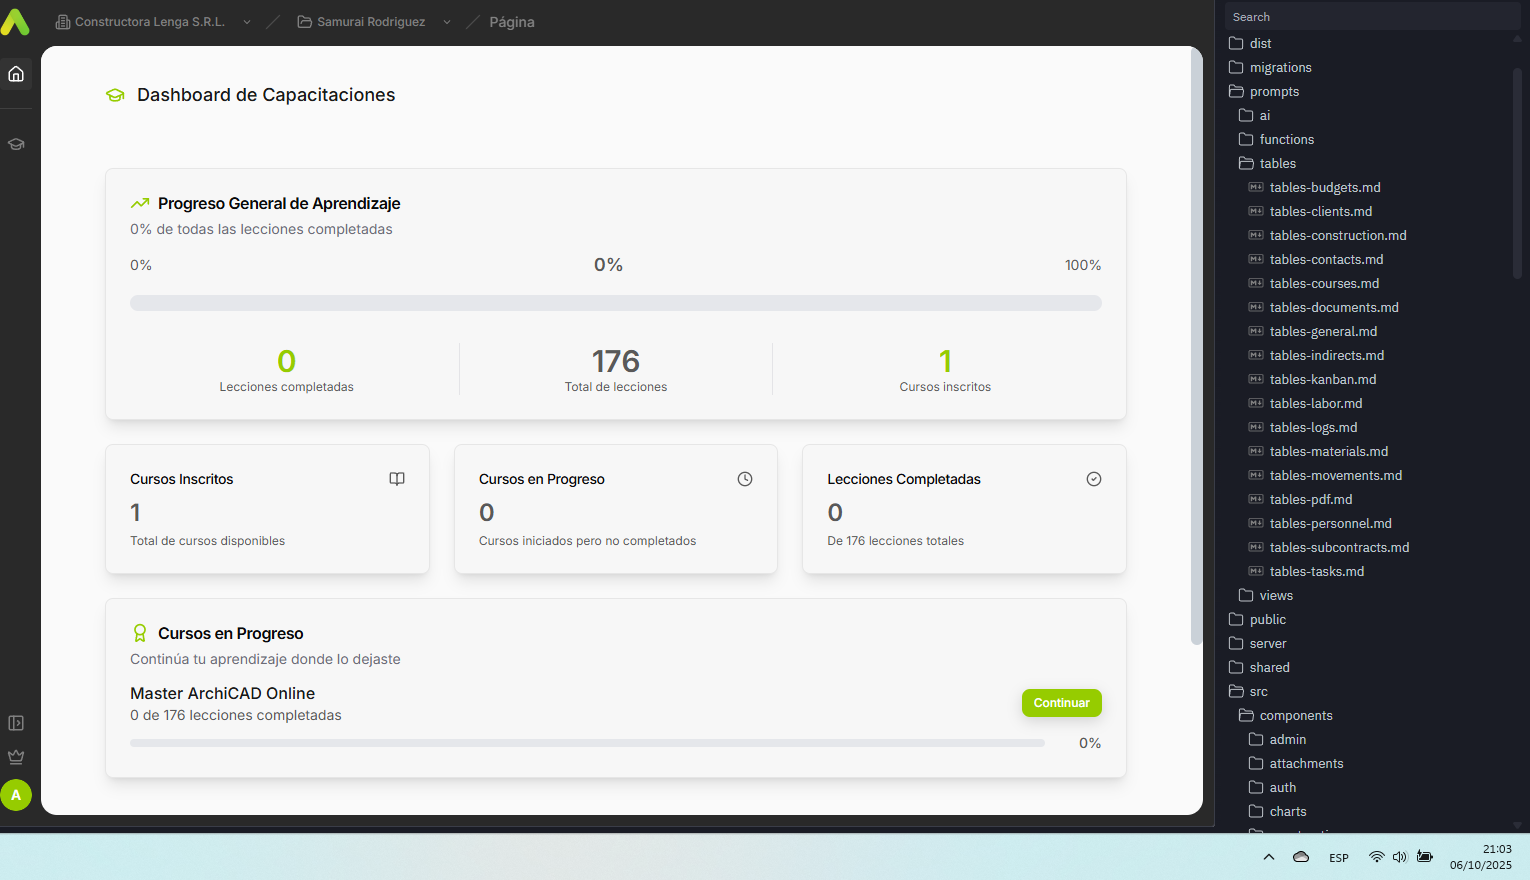 Constructora Lenga S.R.L.
Samurai Rodriguez
Página
Dashboard de Capacitaciones
Progreso General de Aprendizaje
0% de todas las lecciones completadas
0%
0%
100%
0
Lecciones completadas
176
Total de lecciones
1
Cursos inscritos
Cursos Inscritos
1
Total de cursos disponibles
Cursos en Progreso
0
Cursos iniciados pero no completados
Lecciones Completadas
0
De 176 lecciones totales
Cursos en Progreso
Continúa tu aprendizaje donde lo dejaste
Master ArchiCAD Online
0 de 176 lecciones completadas
Continuar
0%
A
Search
dist
migrations
prompts
ai
functions
tables
tables-budgets.md
tables-clients.md
tables-construction.md
tables-contacts.md
tables-courses.md
tables-documents.md
tables-general.md
tables-indirects.md
tables-kanban.md
tables-labor.md
tables-logs.md
tables-materials.md
tables-movements.md
tables-pdf.md
tables-personnel.md
tables-subcontracts.md
tables-tasks.md
views
public
server
shared
src
components
admin
attachments
auth
charts
ESP
21:03
06/10/2025